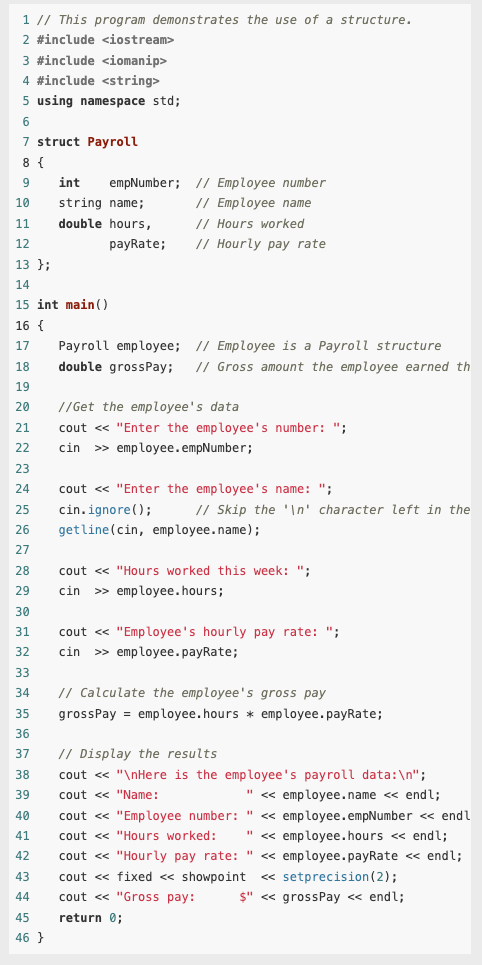 1 // This program demonstrates the use of a structure.
2 #include <iostream>
3 #include <iomanip>
4 #include <string>
5 using namespace std;
6
7 struct Payroll
8 {
9    int    empNumber;  // Employee number
10    string name;       // Employee name
11    double hours,      // Hours worked
12           payRate;    // Hourly pay rate
13 };
14
15 int main()
16 {
17    Payroll employee;  // Employee is a Payroll structure
18    double grossPay;   // Gross amount the employee earned th
19
20    //Get the employee's data
21    cout << "Enter the employee's number: ";
22    cin  >> employee.empNumber;
23
24    cout << "Enter the employee's name: ";
25    cin.ignore();      // Skip the '\n' character left in the
26    getline(cin, employee.name);
27
28    cout << "Hours worked this week: ";
29    cin  >> employee.hours;
30
31    cout << "Employee's hourly pay rate: ";
32    cin  >> employee.payRate;
33
34    // Calculate the employee's gross pay
35    grossPay = employee.hours * employee.payRate;
36
37    // Display the results
38    cout << "\nHere is the employee's payroll data:\n";
39    cout << "Name:            " << employee.name << endl;
40    cout << "Employee number: " << employee.empNumber << endl
41    cout << "Hours worked:    " << employee.hours << endl;
42    cout << "Hourly pay rate: " << employee.payRate << endl;
43    cout << fixed << showpoint  << setprecision(2);
44    cout << "Gross pay:      $" << grossPay << endl;
45    return 0;
46 }